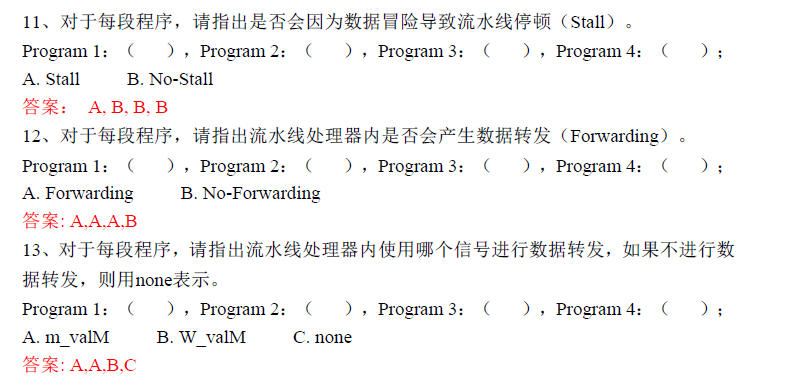 11、对于每段程序，请指出是否会因为数据冒险导致流水线停顿（Stall）。
Program 1：（　　），Program 2：（　　），Program 3：（　　），Program 4：（　　）；
A. Stall　　B. No-Stall
答案： A, B, B, B
12、对于每段程序，请指出流水线处理器内是否会产生数据转发（Forwarding）。
Program 1：（　　），Program 2：（　　），Program 3：（　　），Program 4：（　　）；
A. Forwarding　　B. No-Forwarding
答案: A,A,A,B
13、对于每段程序，请指出流水线处理器内使用哪个信号进行数据转发，如果不进行数
据转发，则用none表示。
Program 1：（　　），Program 2：（　　），Program 3：（　　），Program 4：（　　）；
A. m_valM　　B. W_valM　　C. none
答案: A,A,B,C